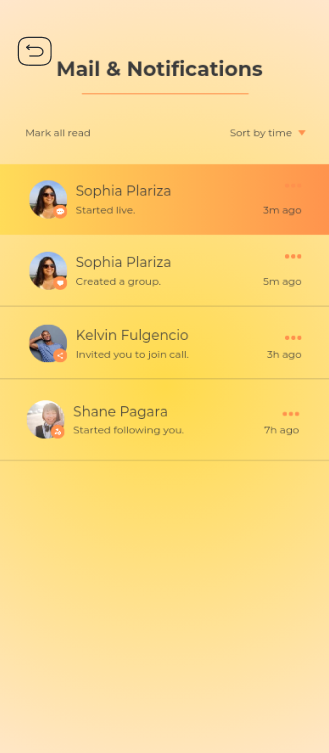 Mail & Notifications
Mark all read
Sort by time
Sophia Plariza
Started live.
3m ago
Sophia Plariza
Created a group.
5m ago
Kelvin Fulgencio
Invited you to join call.
3h ago
Shane Pagara
Started following you.
7h ago